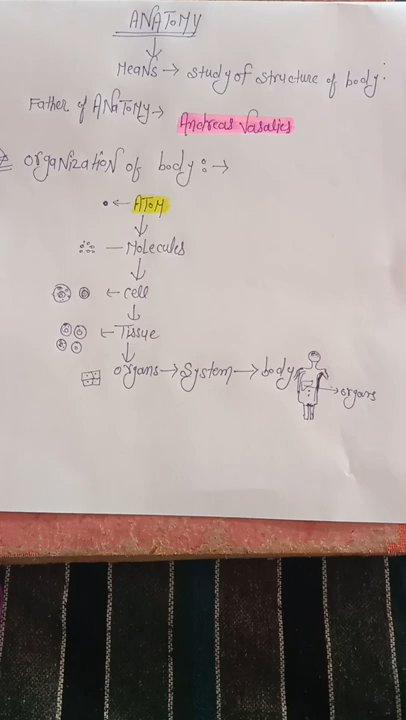 ANATOMY
Means → study of structure of body.
Father of ANATOMY → Andreas Vasalies
Organization of body :→
ATOM
Molecules
cell
Tissue
organs → System → body
organs